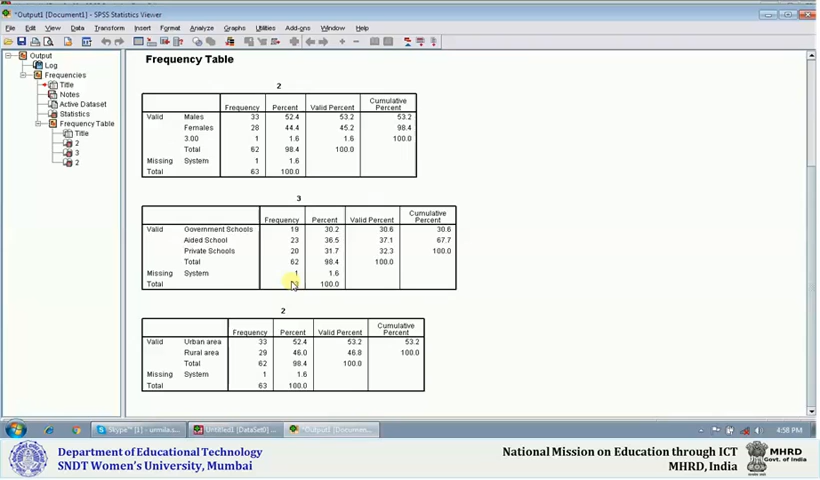 *Output1 [Document1] - SPSS Statistics Viewer
File Edit View Data Transform Insert Format Analyze Graphs Utilities Add-ons Window Help
Output
Log
Frequencies
Title
Notes
Active Dataset
Statistics
Frequency Table
Title
2
3
2
Frequency Table
2
Frequency Percent Valid Percent Cumulative Percent
Valid Males 33 52.4 53.2 53.2
Females 28 44.4 45.2 98.4
3.00 1 1.6 1.6 100.0
Total 62 98.4 100.0
Missing System 1 1.6
Total 63 100.0
3
Frequency Percent Valid Percent Cumulative Percent
Valid Government Schools 19 30.2 30.6 30.6
Aided School 23 36.5 37.1 67.7
Private Schools 20 31.7 32.3 100.0
Total 62 98.4 100.0
Missing System 1 1.6
Total 100.0
2
Frequency Percent Valid Percent Cumulative Percent
Valid Urban area 33 52.4 53.2 53.2
Rural area 29 46.0 46.8 100.0
Total 62 98.4 100.0
Missing System 1 1.6
Total 63 100.0
Skype™ [1] - *Untitled1 [DataSet0] ... *Output1 [Documen... 4:58 PM
Department of Educational Technology
SNDT Women's University, Mumbai
National Mission on Education through ICT
MHRD, India
MHRD
Govt. of India